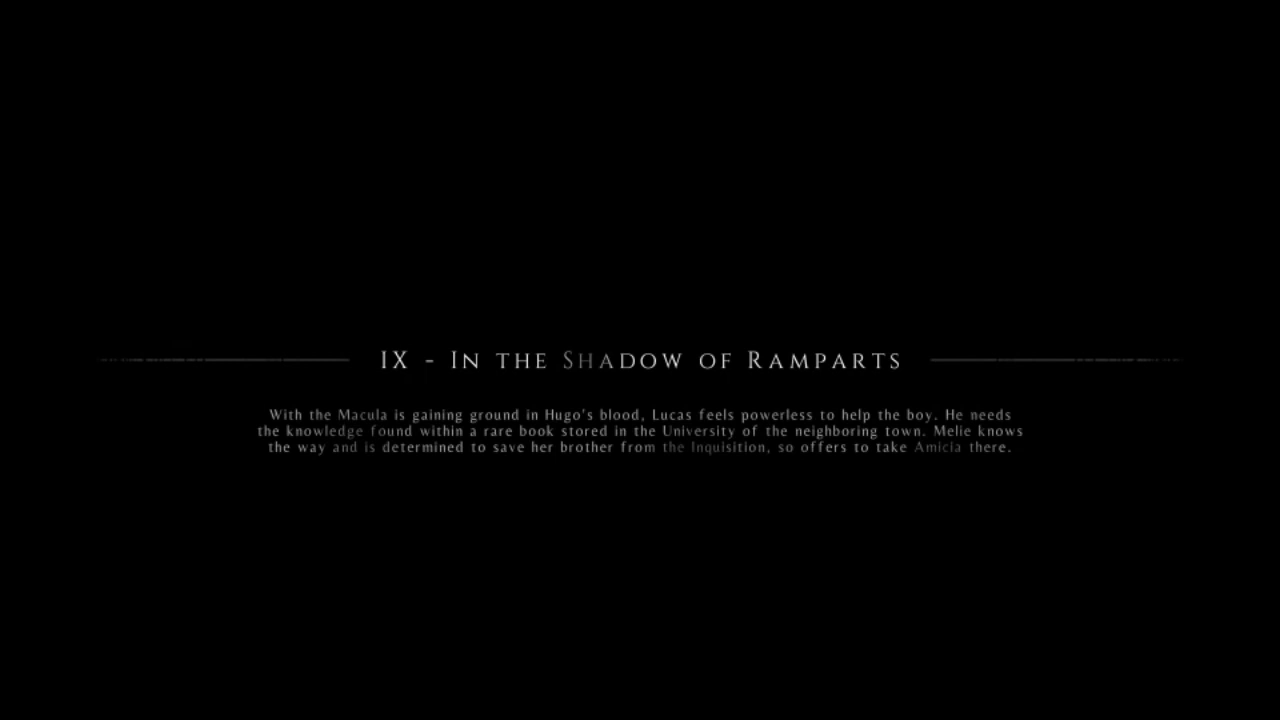 IX - In the Shadow of Ramparts
With the Macula is gaining ground in Hugo's blood, Lucas feels powerless to help the boy. He needs
the knowledge found within a rare book stored in the University of the neighboring town. Melie knows
the way and is determined to save her brother from the Inquisition, so offers to take Amicia there.